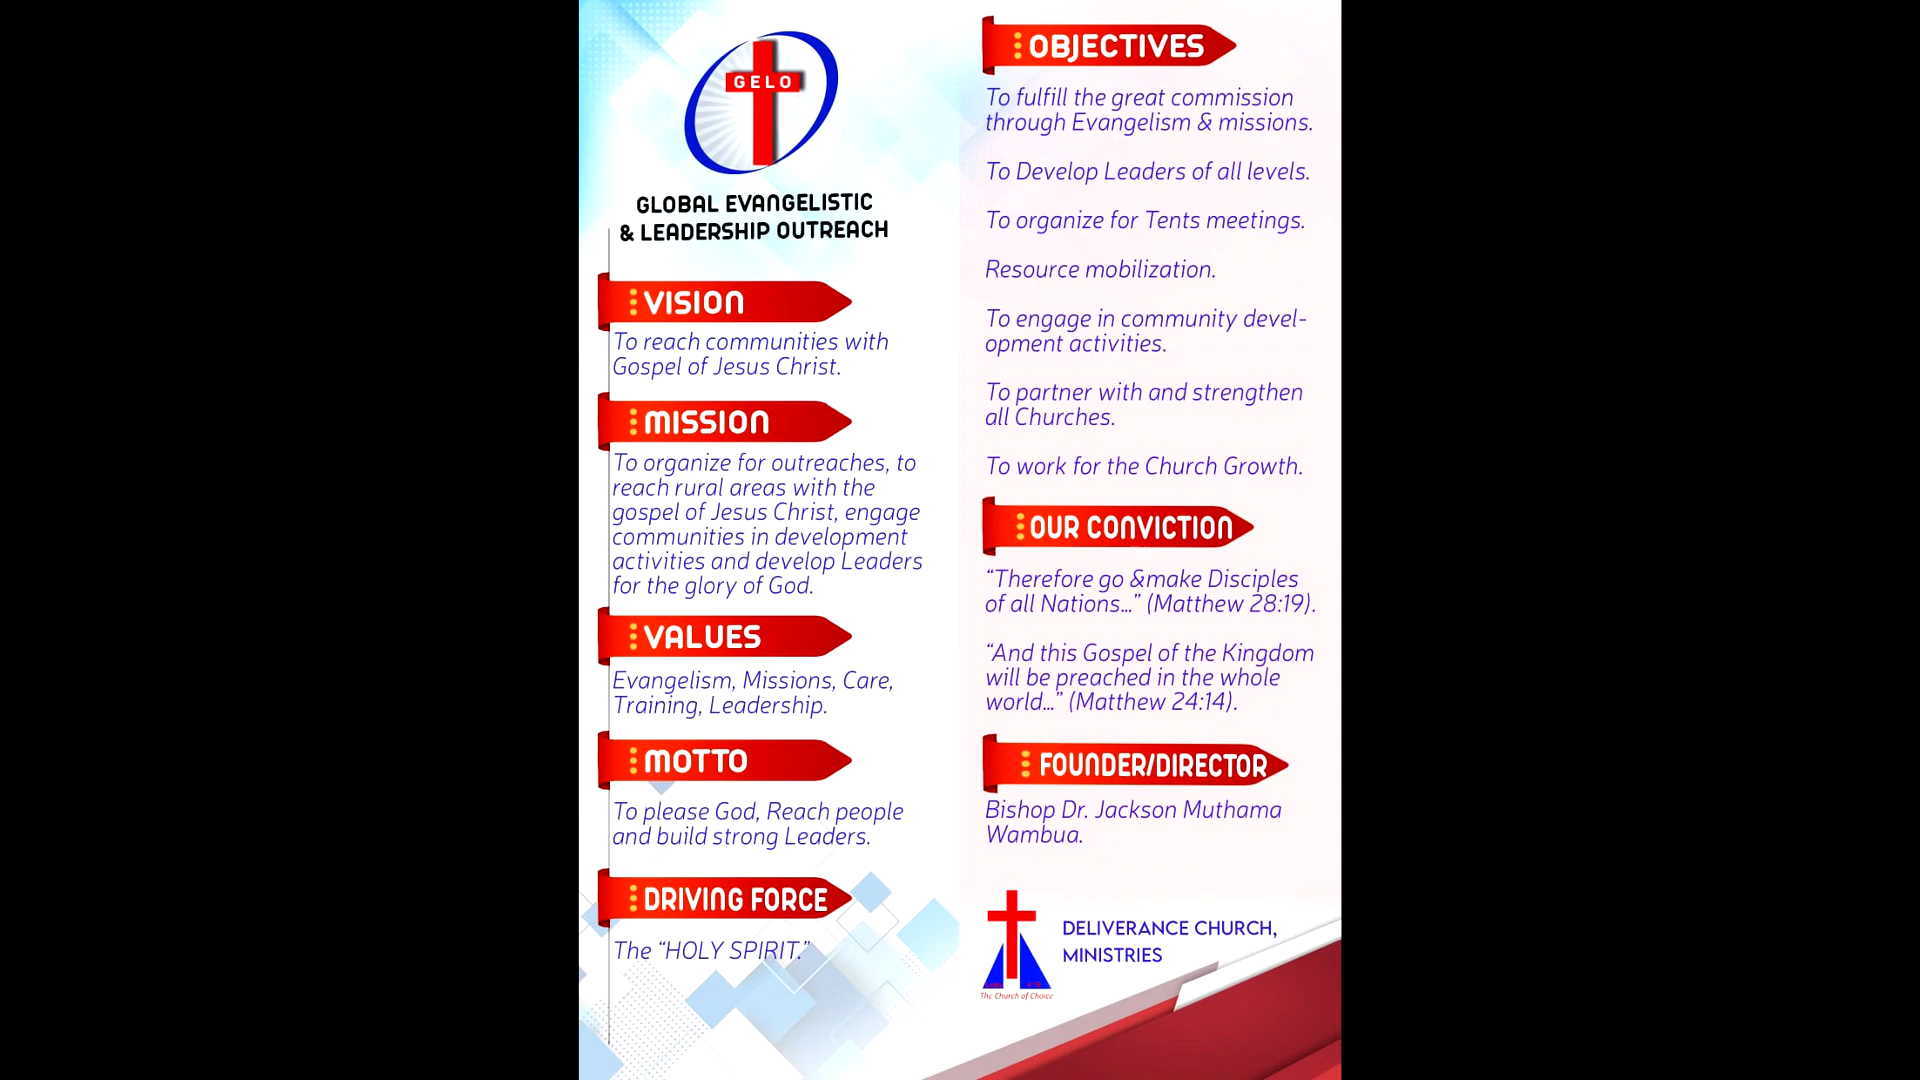 GELO
GLOBAL EVANGELISTIC
& LEADERSHIP OUTREACH
VISION
To reach communities with
Gospel of Jesus Christ.
MISSION
To organize for outreaches, to
reach rural areas with the
gospel of Jesus Christ, engage
communities in development
activities and develop Leaders
for the glory of God.
VALUES
Evangelism, Missions, Care,
Training, Leadership.
MOTTO
To please God, Reach people
and build strong Leaders.
DRIVING FORCE
The “HOLY SPIRIT.”
OBJECTIVES
To fulfill the great commission
through Evangelism & missions.
To Develop Leaders of all levels.
To organize for Tents meetings.
Resource mobilization.
To engage in community devel-
opment activities.
To partner with and strengthen
all Churches.
To work for the Church Growth.
OUR CONVICTION
“Therefore go &make Disciples
of all Nations...” (Matthew 28:19).
“And this Gospel of the Kingdom
will be preached in the whole
world...” (Matthew 24:14).
FOUNDER/DIRECTOR
Bishop Dr. Jackson Muthama
Wambua.
DELIVERANCE CHURCH,
MINISTRIES
The Church of Choice